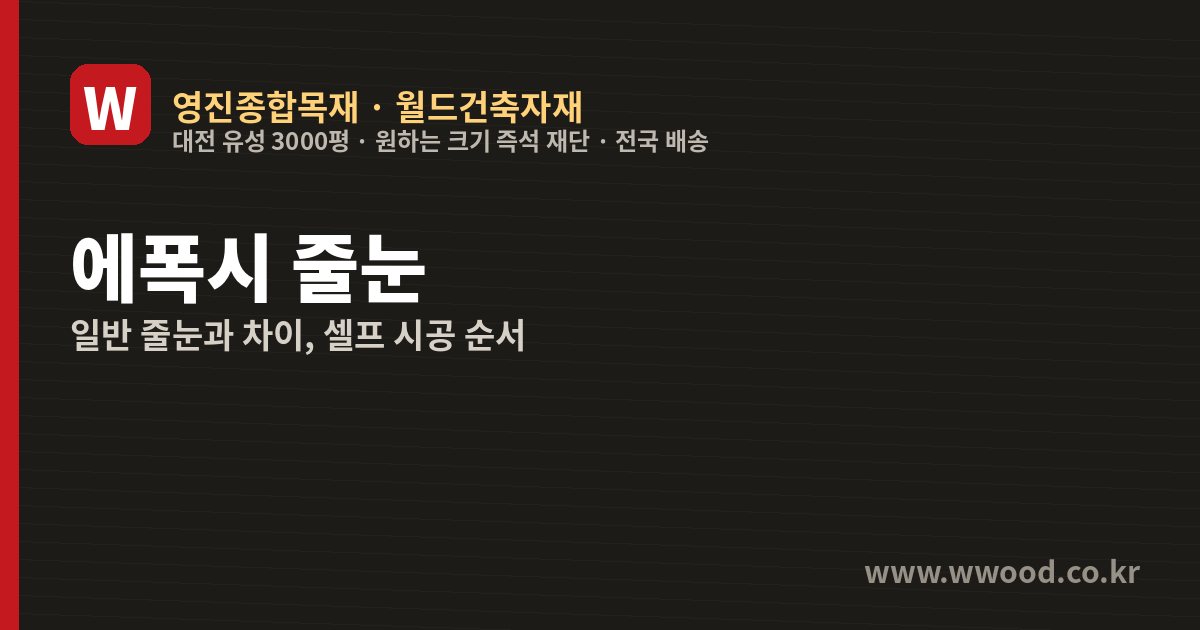 W
영진종합목재 · 월드건축자재
대전 유성 3000평 · 원하는 크기 즉석 재단 · 전국 배송
에폭시 줄눈
일반 줄눈과 차이, 셀프 시공 순서
www.wwood.co.kr